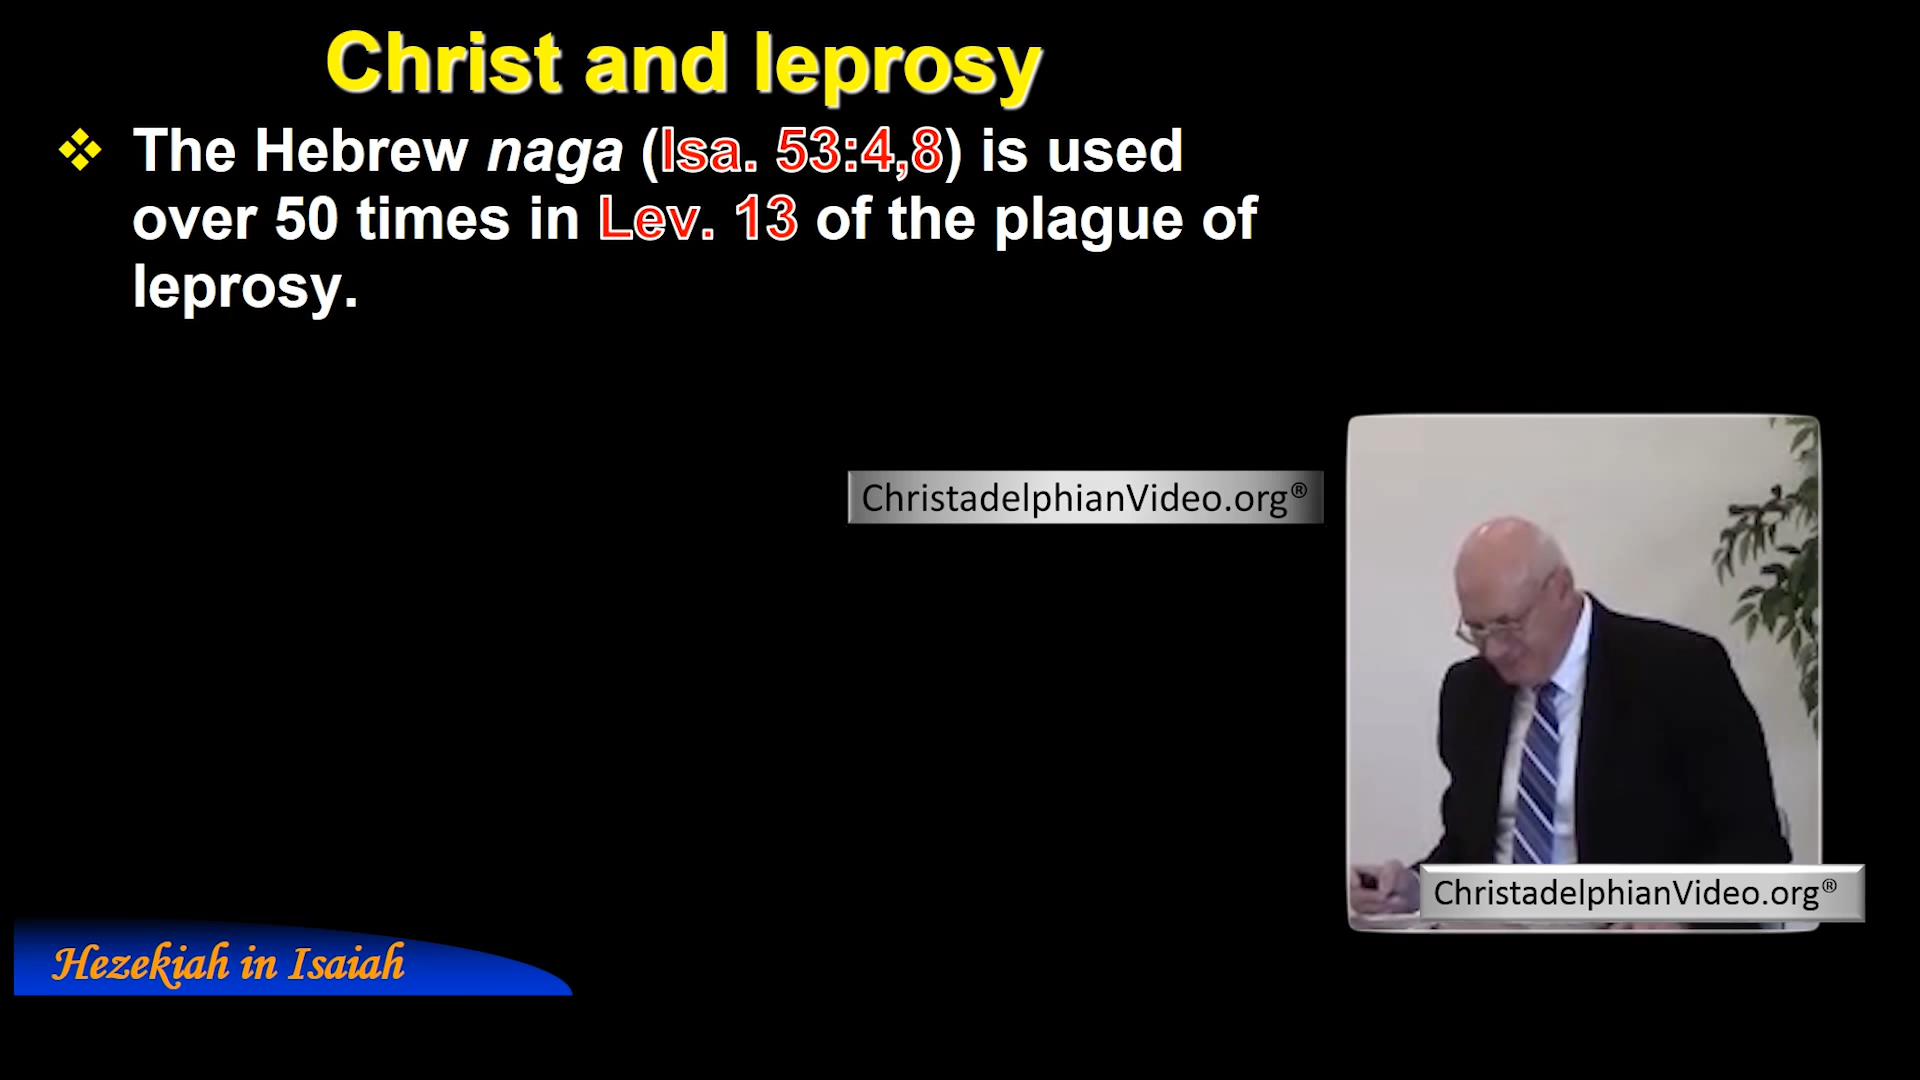 Christ and leprosy
❖ The Hebrew naga (Isa. 53:4,8) is used
over 50 times in Lev. 13 of the plague of
leprosy.
ChristadelphianVideo.org®
ChristadelphianVideo.org®
Hezekiah in Isaiah